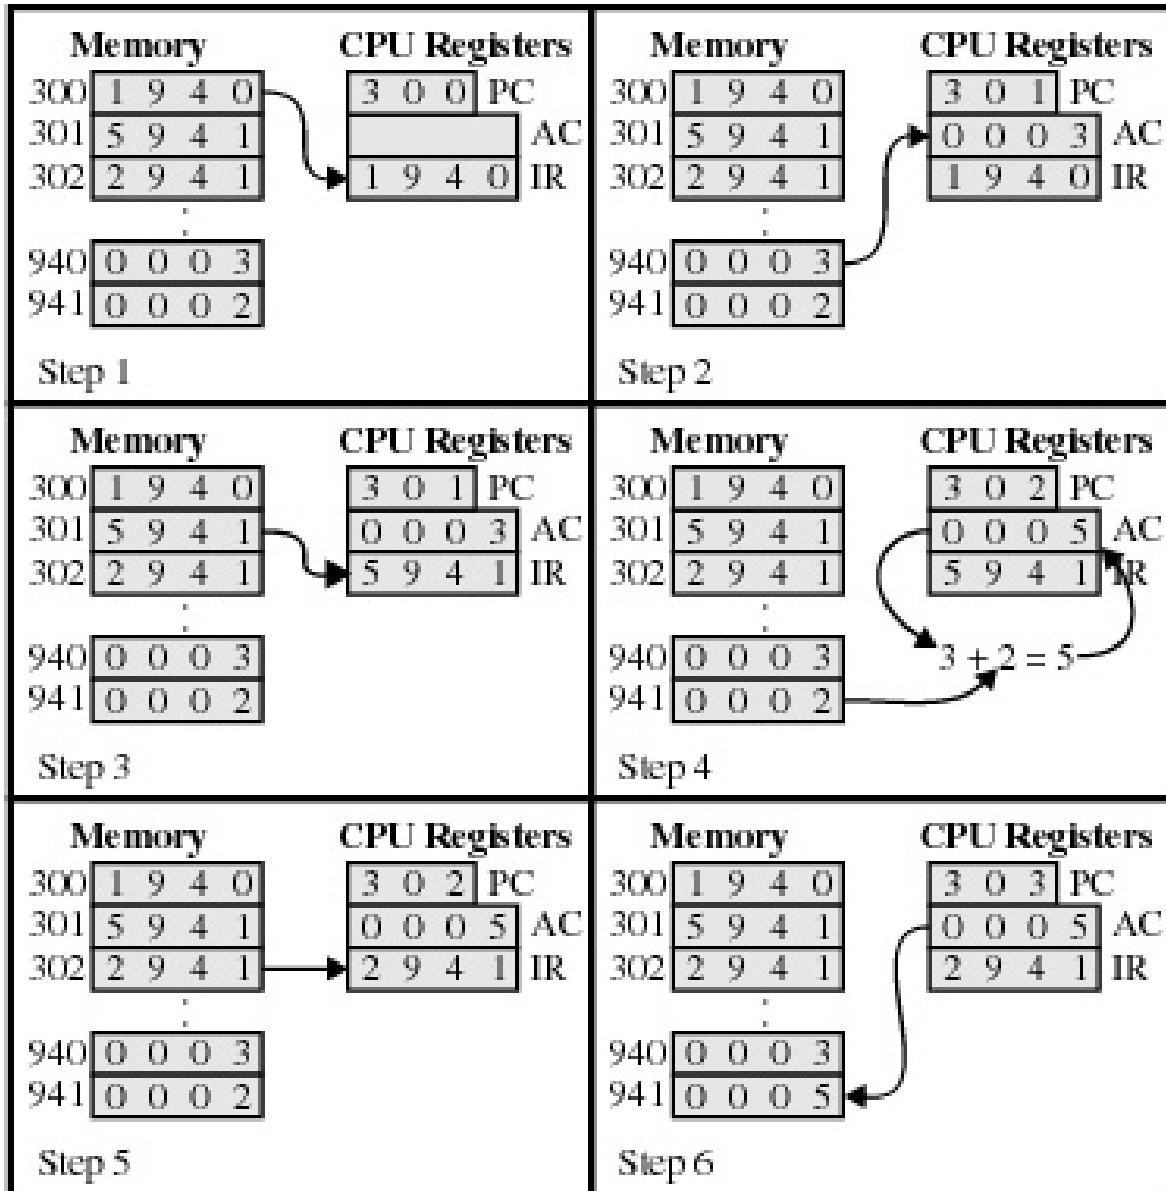 Memory CPU Registers
300 1 9 4 0 3 0 0 PC
301 5 9 4 1 AC
302 2 9 4 1 1 9 4 0 IR
940 0 0 0 3
941 0 0 0 2
Step 1
Memory CPU Registers
300 1 9 4 0 3 0 1 PC
301 5 9 4 1 0 0 0 3 AC
302 2 9 4 1 1 9 4 0 IR
940 0 0 0 3
941 0 0 0 2
Step 2
Memory CPU Registers
300 1 9 4 0 3 0 1 PC
301 5 9 4 1 0 0 0 3 AC
302 2 9 4 1 5 9 4 1 IR
940 0 0 0 3
941 0 0 0 2
Step 3
Memory CPU Registers
300 1 9 4 0 3 0 2 PC
301 5 9 4 1 0 0 0 5 AC
302 2 9 4 1 5 9 4 1 IR
940 0 0 0 3 3 + 2 = 5
941 0 0 0 2
Step 4
Memory CPU Registers
300 1 9 4 0 3 0 2 PC
301 5 9 4 1 0 0 0 5 AC
302 2 9 4 1 2 9 4 1 IR
940 0 0 0 3
941 0 0 0 2
Step 5
Memory CPU Registers
300 1 9 4 0 3 0 3 PC
301 5 9 4 1 0 0 0 5 AC
302 2 9 4 1 2 9 4 1 IR
940 0 0 0 3
941 0 0 0 5
Step 6